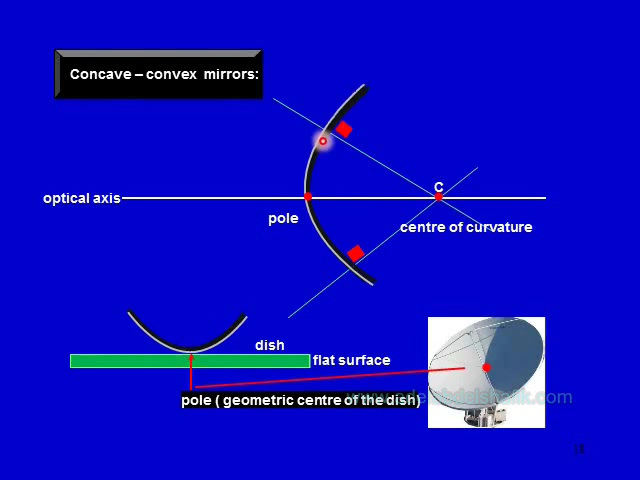 Concave – convex mirrors:
C
optical axis
pole
centre of curvature
dish
flat surface
pole ( geometric centre of the dish)